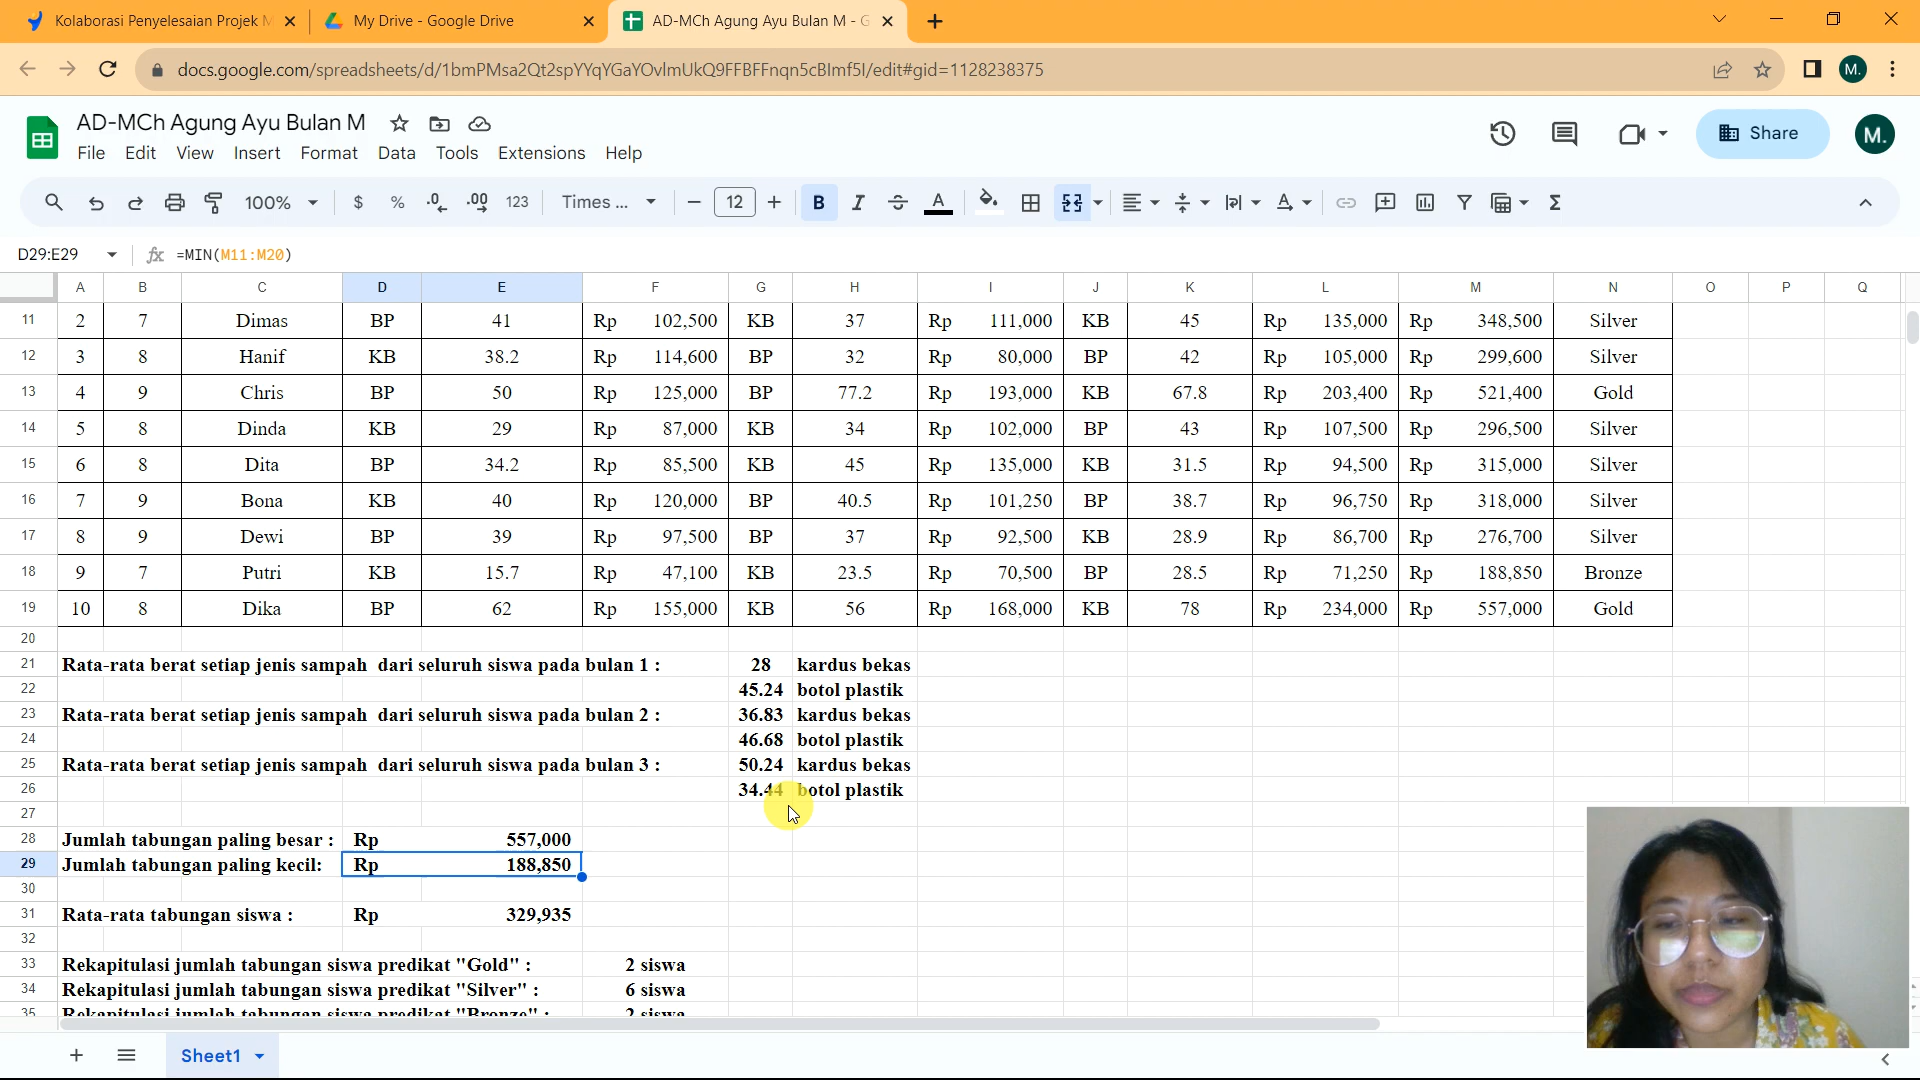 Kolaborasi Penyelesaian Projek M
My Drive - Google Drive
AD-MCh Agung Ayu Bulan M - G
docs.google.com/spreadsheets/d/1bmPMsa2Qt2spYYqYGaYOvlmUkQ9FFBFFnqn5cBlmf5I/edit#gid=1128238375
M.
AD-MCh Agung Ayu Bulan M
File Edit View Insert Format Data Tools Extensions Help
Share
M.
100% $ % .0 .00 123 Times ... 12 B I A
D29:E29 fx =MIN(M11:M20)
A B C D E F G H I J K L M N O P Q
11 2 7 Dimas BP 41 Rp 102,500 KB 37 Rp 111,000 KB 45 Rp 135,000 Rp 348,500 Silver
12 3 8 Hanif KB 38.2 Rp 114,600 BP 32 Rp 80,000 BP 42 Rp 105,000 Rp 299,600 Silver
13 4 9 Chris BP 50 Rp 125,000 BP 77.2 Rp 193,000 KB 67.8 Rp 203,400 Rp 521,400 Gold
14 5 8 Dinda KB 29 Rp 87,000 KB 34 Rp 102,000 BP 43 Rp 107,500 Rp 296,500 Silver
15 6 8 Dita BP 34.2 Rp 85,500 KB 45 Rp 135,000 KB 31.5 Rp 94,500 Rp 315,000 Silver
16 7 9 Bona KB 40 Rp 120,000 BP 40.5 Rp 101,250 BP 38.7 Rp 96,750 Rp 318,000 Silver
17 8 9 Dewi BP 39 Rp 97,500 BP 37 Rp 92,500 KB 28.9 Rp 86,700 Rp 276,700 Silver
18 9 7 Putri KB 15.7 Rp 47,100 KB 23.5 Rp 70,500 BP 28.5 Rp 71,250 Rp 188,850 Bronze
19 10 8 Dika BP 62 Rp 155,000 KB 56 Rp 168,000 KB 78 Rp 234,000 Rp 557,000 Gold
20
21 Rata-rata berat setiap jenis sampah dari seluruh siswa pada bulan 1 : 28 kardus bekas
22 45.24 botol plastik
23 Rata-rata berat setiap jenis sampah dari seluruh siswa pada bulan 2 : 36.83 kardus bekas
24 46.68 botol plastik
25 Rata-rata berat setiap jenis sampah dari seluruh siswa pada bulan 3 : 50.24 kardus bekas
26 34.44 botol plastik
27
28 Jumlah tabungan paling besar : Rp 557,000
29 Jumlah tabungan paling kecil: Rp 188,850
30
31 Rata-rata tabungan siswa : Rp 329,935
32
33 Rekapitulasi jumlah tabungan siswa predikat "Gold" : 2 siswa
34 Rekapitulasi jumlah tabungan siswa predikat "Silver" : 6 siswa
35 Rekapitulasi jumlah tabungan siswa predikat "Bronze" : 2 siswa
Sheet1